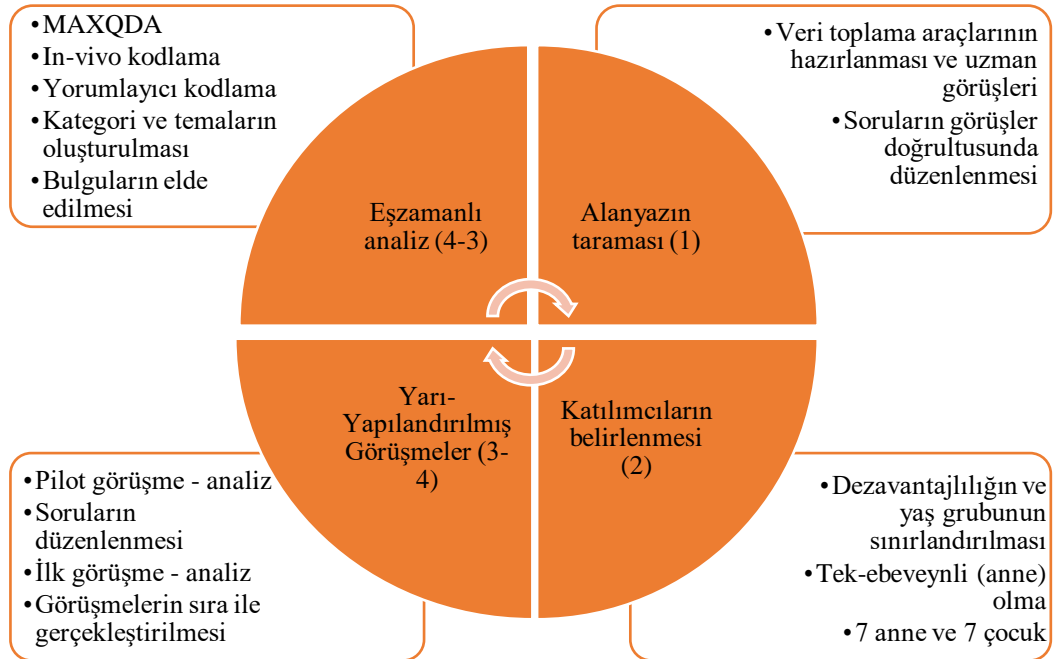 •MAXQDA
•In-vivo kodlama
•Yorumlayıcı kodlama
•Kategori ve temaların
oluşturulması
•Bulguların elde
edilmesi
•Veri toplama araçlarının
hazırlanması ve uzman
görüşleri
•Soruların görüşler
doğrultusunda
düzenlenmesi
Eşzamanlı
analiz (4-3)
Alanyazın
taraması (1)
Yarı-
Yapılandırılmış
Görüşmeler (3-
4)
Katılımcıların
belirlenmesi
(2)
•Pilot görüşme - analiz
•Soruların
düzenlenmesi
•İlk görüşme - analiz
•Görüşmelerin sıra ile
gerçekleştirilmesi
•Dezavantajlılığın ve
yaş grubunun
sınırlandırılması
•Tek-ebeveynli (anne)
olma
•7 anne ve 7 çocuk